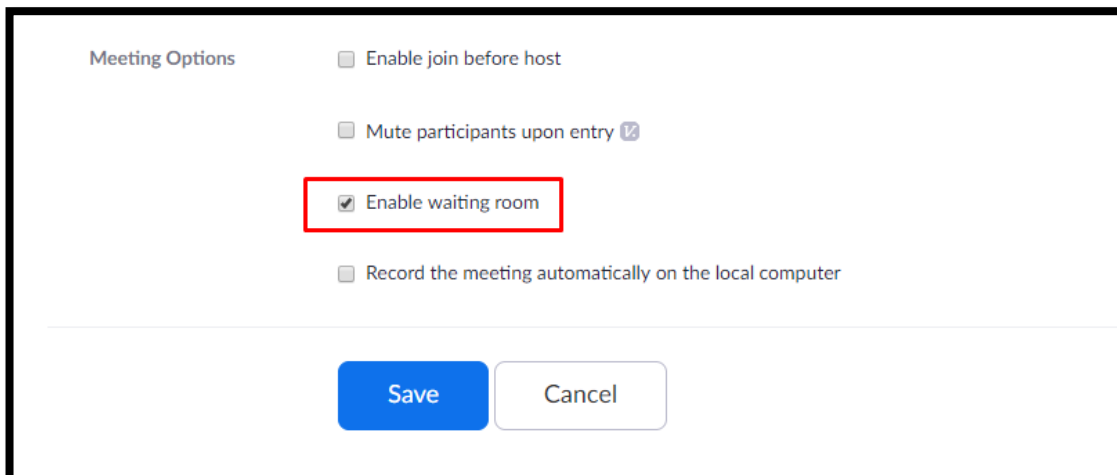 Meeting Options
Enable join before host
Mute participants upon entry
Enable waiting room
Record the meeting automatically on the local computer
Save
Cancel